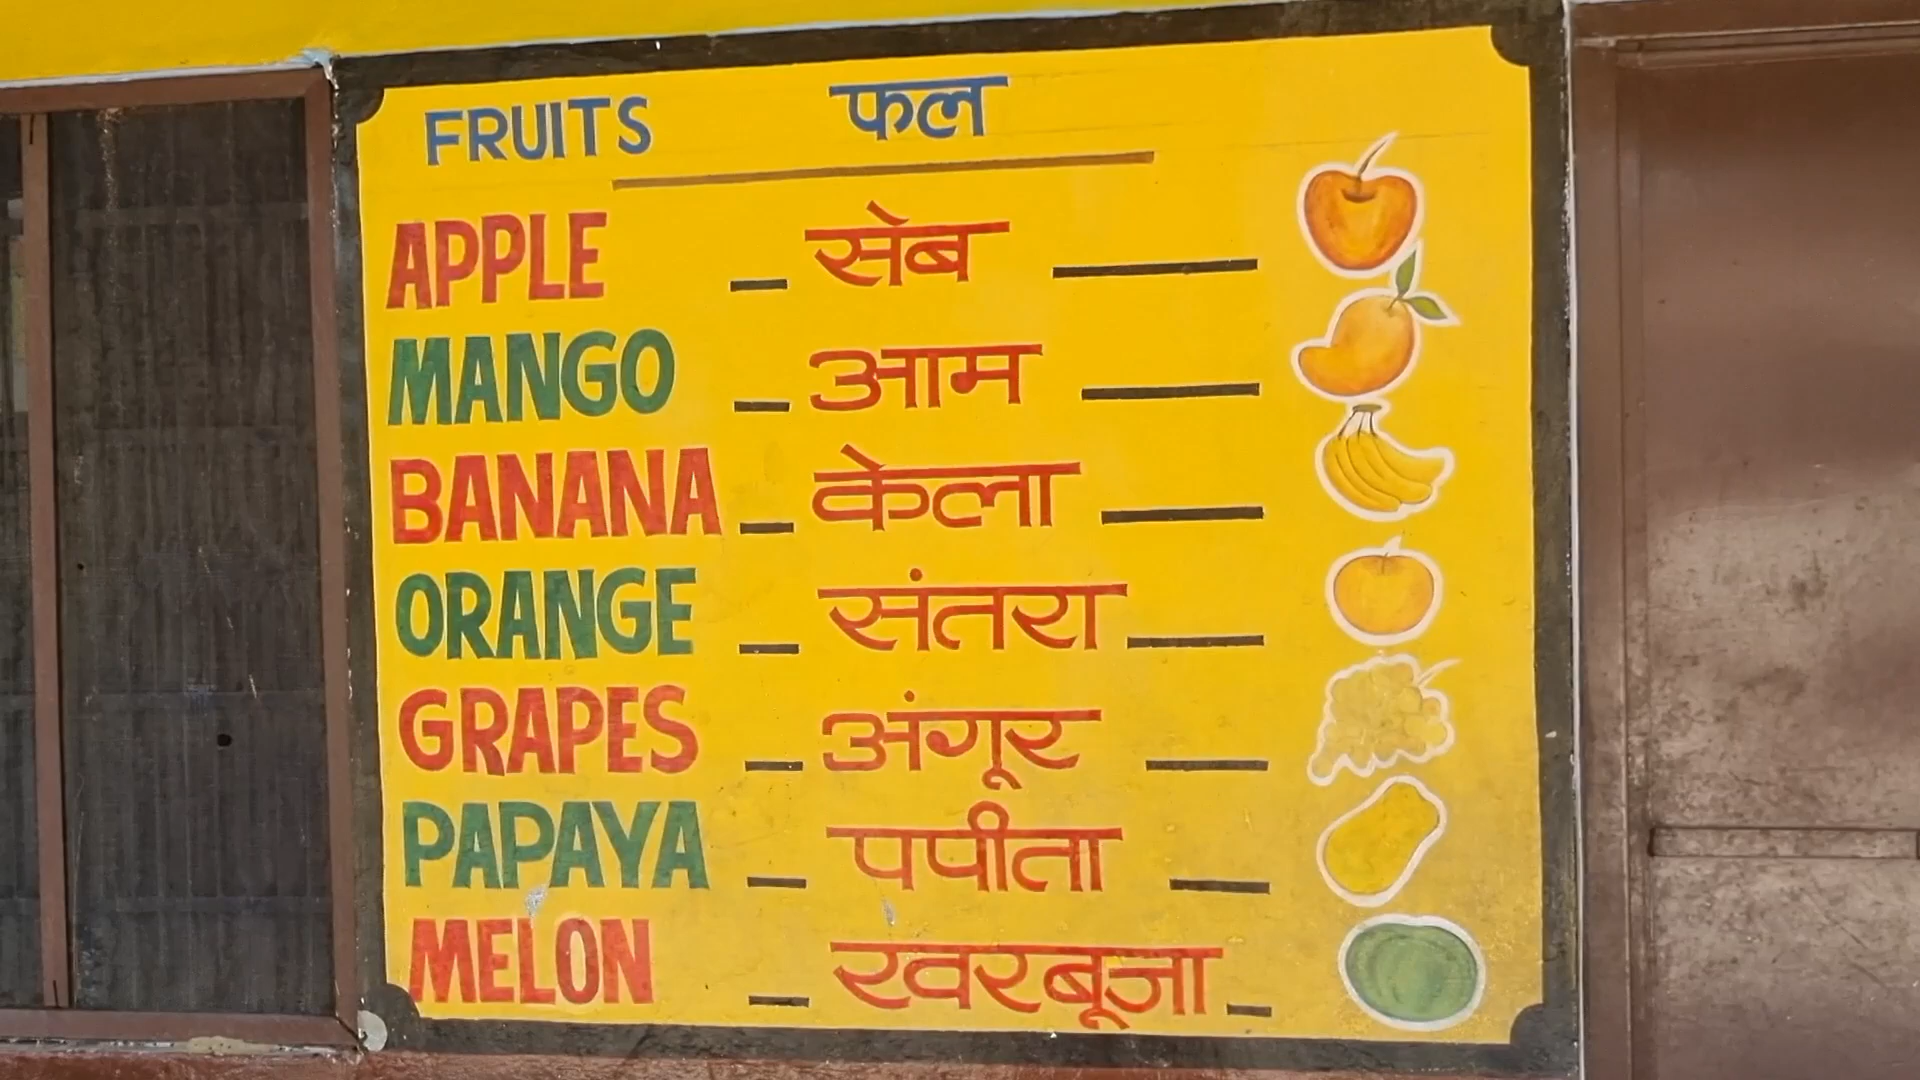 FRUITS फल
APPLE - सेब
MANGO - आम
BANANA - केला
ORANGE - संतरा
GRAPES - अंगूर
PAPAYA - पपीता
MELON - खरबूजा